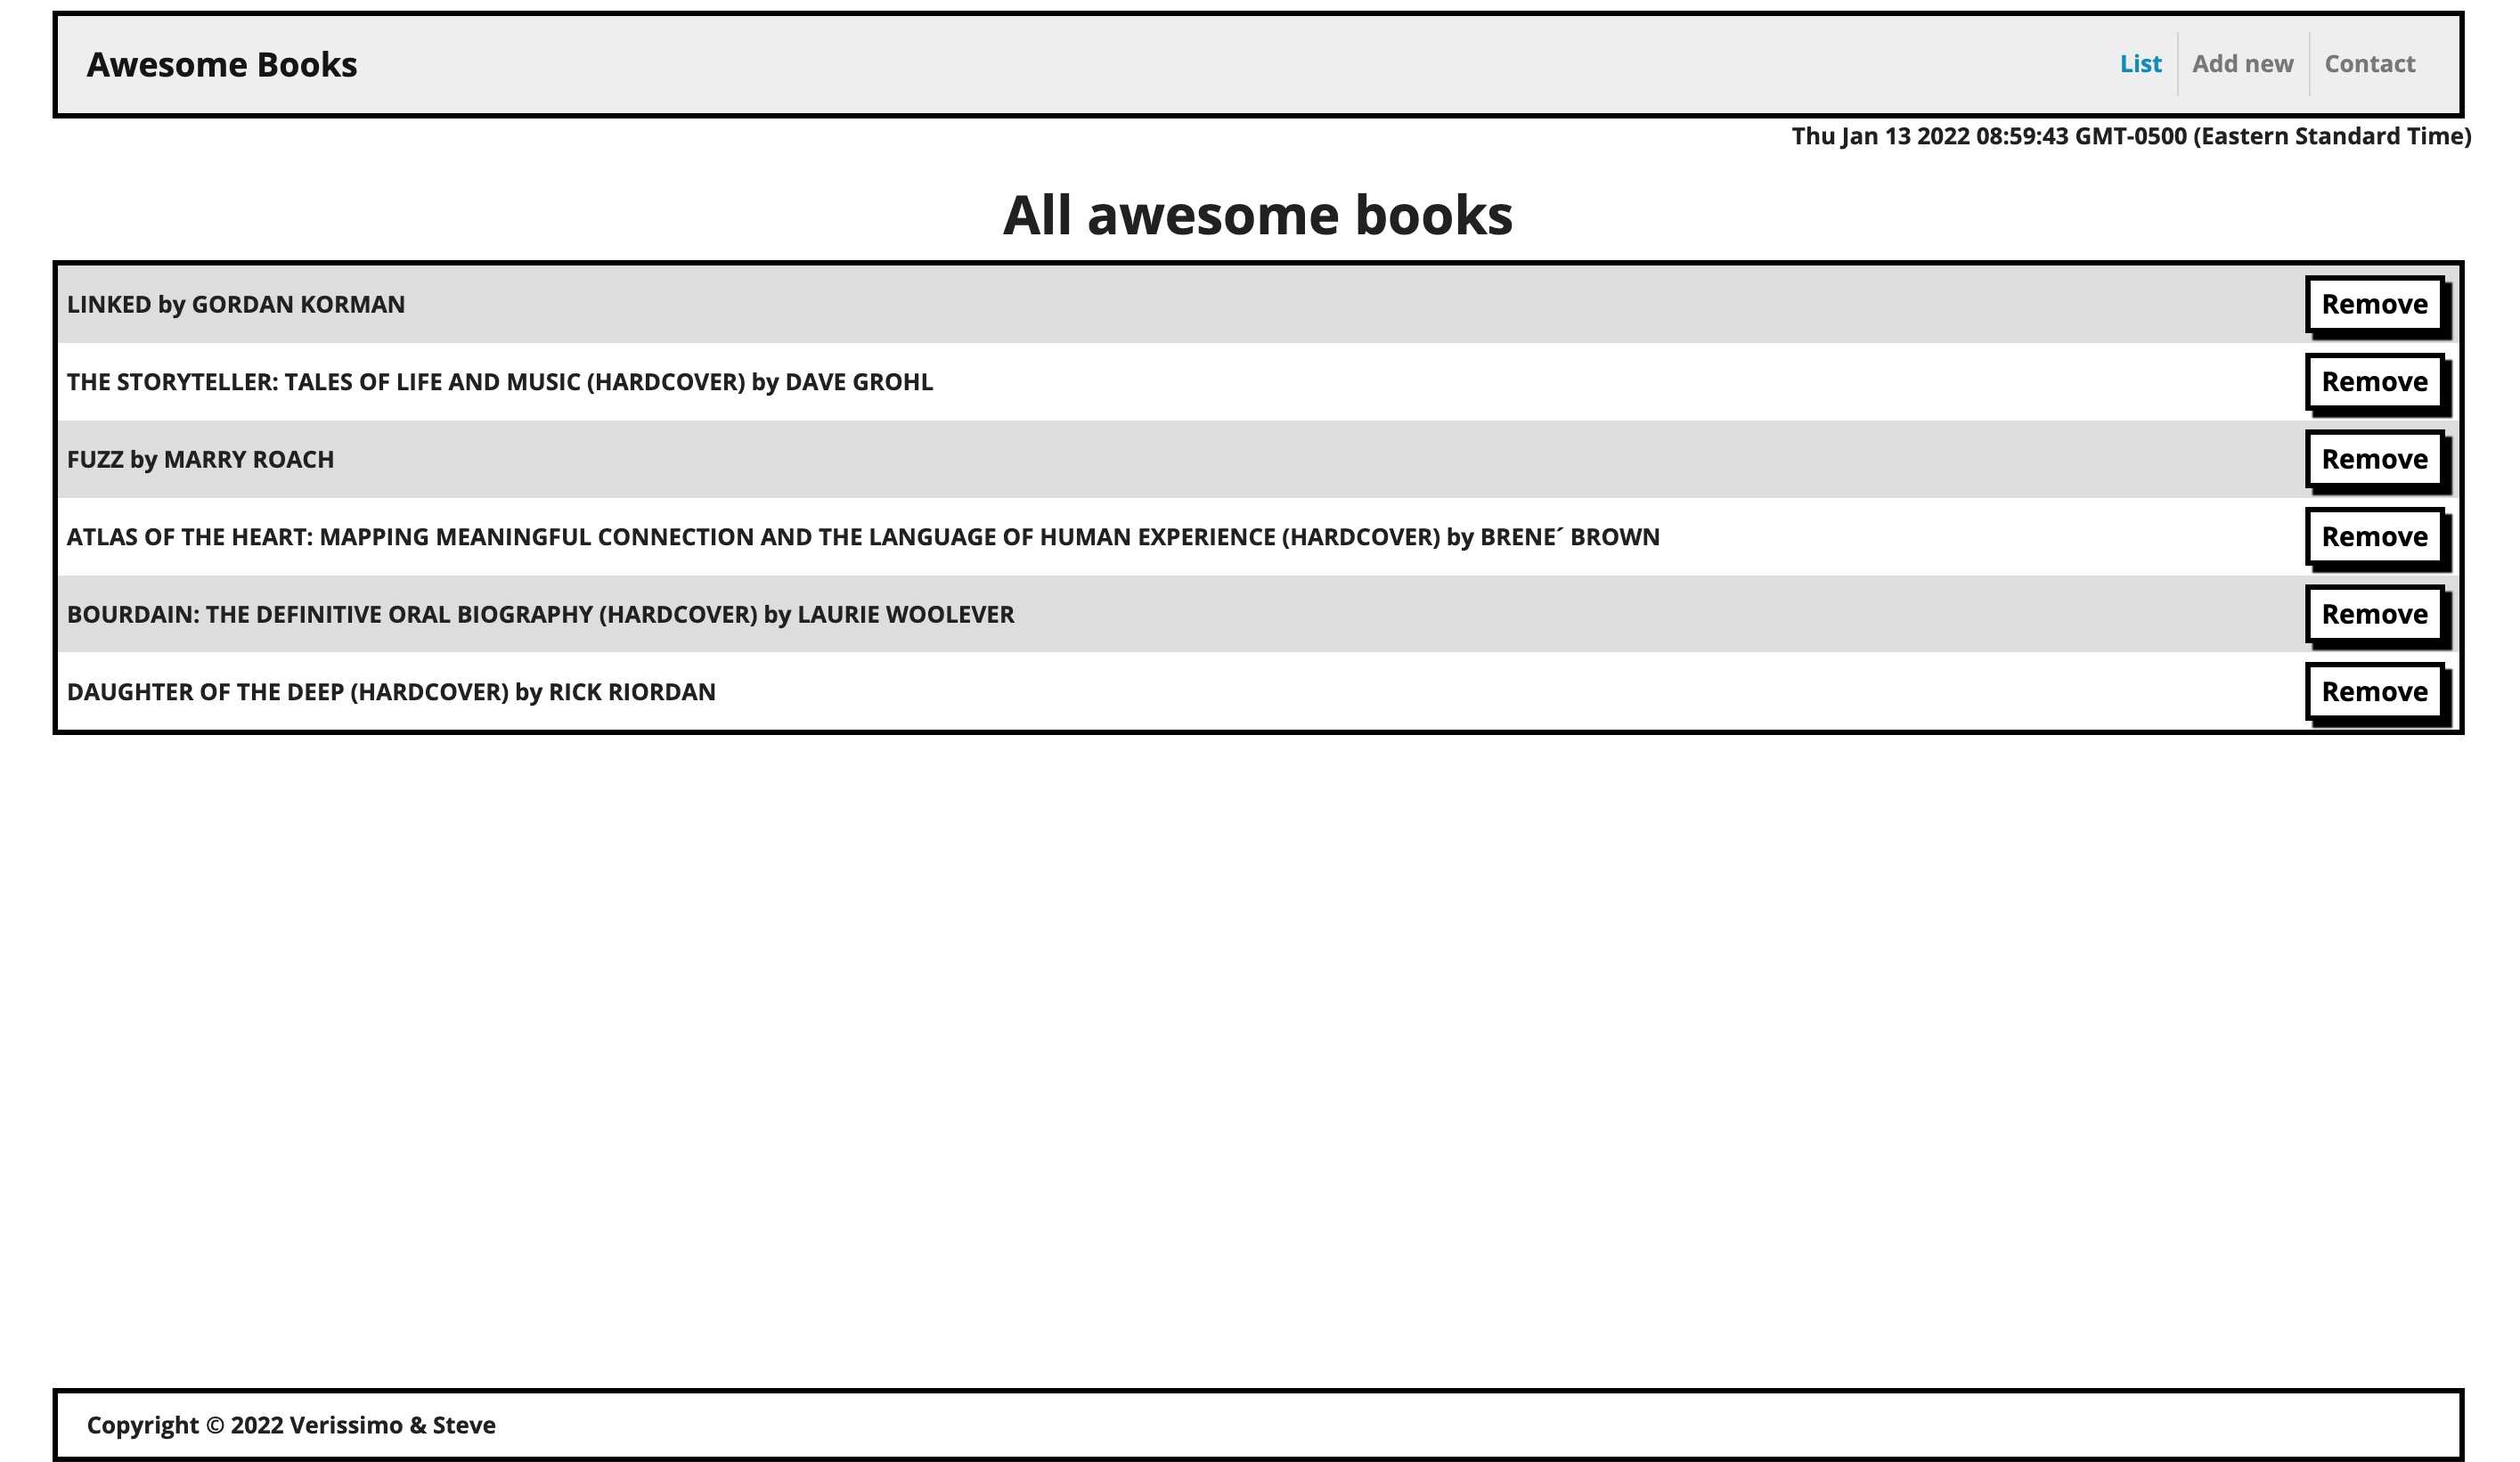 Awesome Books
List
Add new
Contact
Thu Jan 13 2022 08:59:43 GMT-0500 (Eastern Standard Time)
All awesome books
LINKED by GORDAN KORMAN
Remove
THE STORYTELLER: TALES OF LIFE AND MUSIC (HARDCOVER) by DAVE GROHL
Remove
FUZZ by MARRY ROACH
Remove
ATLAS OF THE HEART: MAPPING MEANINGFUL CONNECTION AND THE LANGUAGE OF HUMAN EXPERIENCE (HARDCOVER) by BRENE´ BROWN
Remove
BOURDAIN: THE DEFINITIVE ORAL BIOGRAPHY (HARDCOVER) by LAURIE WOOLEVER
Remove
DAUGHTER OF THE DEEP (HARDCOVER) by RICK RIORDAN
Remove
Copyright © 2022 Verissimo & Steve